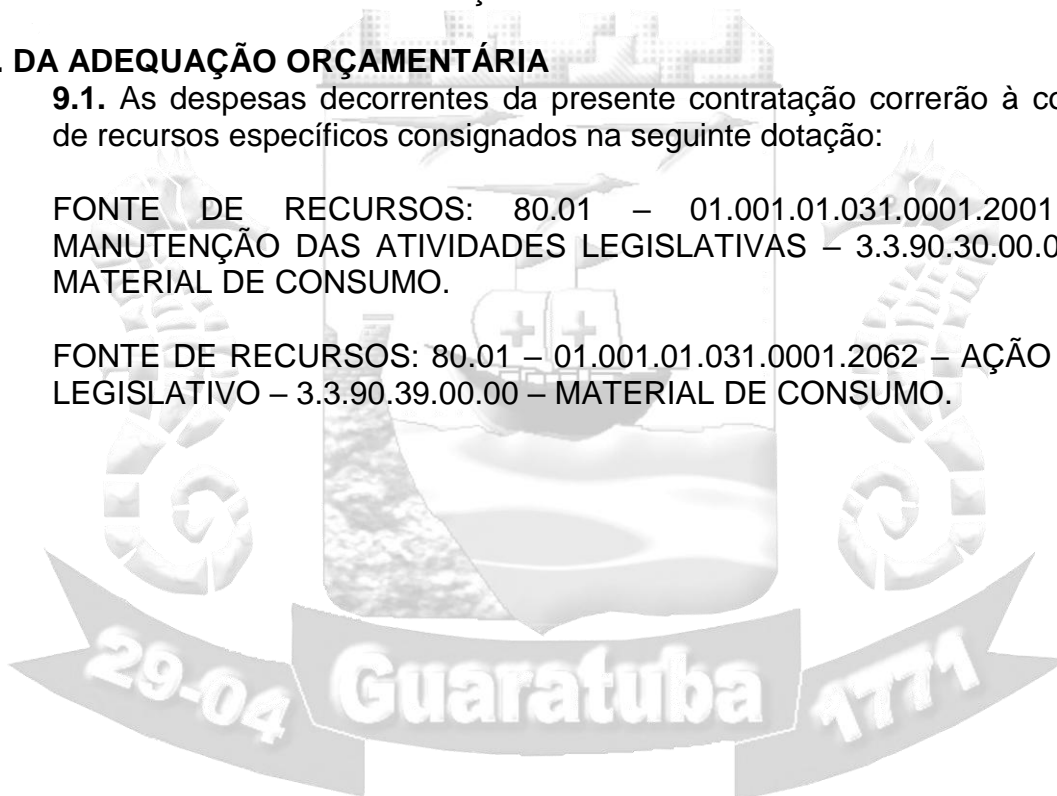 . DA ADEQUAÇÃO ORÇAMENTÁRIA
9.1. As despesas decorrentes da presente contratação correrão à co
de recursos específicos consignados na seguinte dotação:
FONTE DE RECURSOS: 80.01 – 01.001.01.031.0001.2001
MANUTENÇÃO DAS ATIVIDADES LEGISLATIVAS – 3.3.90.30.00.0
MATERIAL DE CONSUMO.
FONTE DE RECURSOS: 80.01 – 01.001.01.031.0001.2062 – AÇÃO
LEGISLATIVO – 3.3.90.39.00.00 – MATERIAL DE CONSUMO.
29-04 Guaratuba 1771